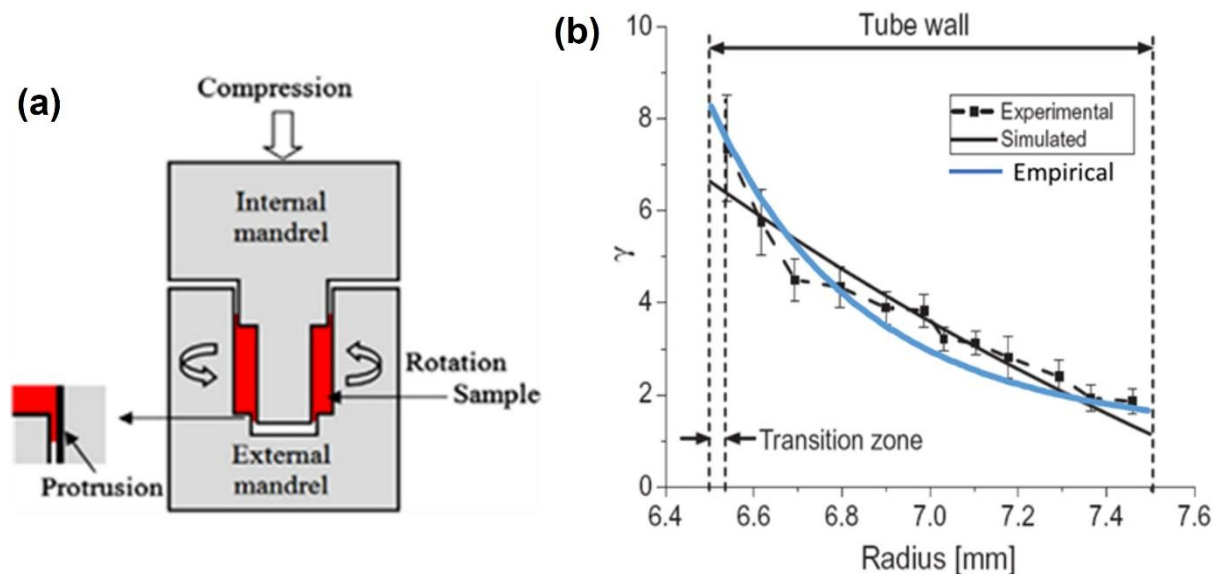 (a)
Compression
Internal
mandrel
Rotation
Sample
External
mandrel
Protrusion
(b)
10
8
6
4
2
0
γ
Tube wall
Experimental
Simulated
Empirical
Transition zone
6.4 6.6 6.8 7.0 7.2 7.4 7.6
Radius [mm]